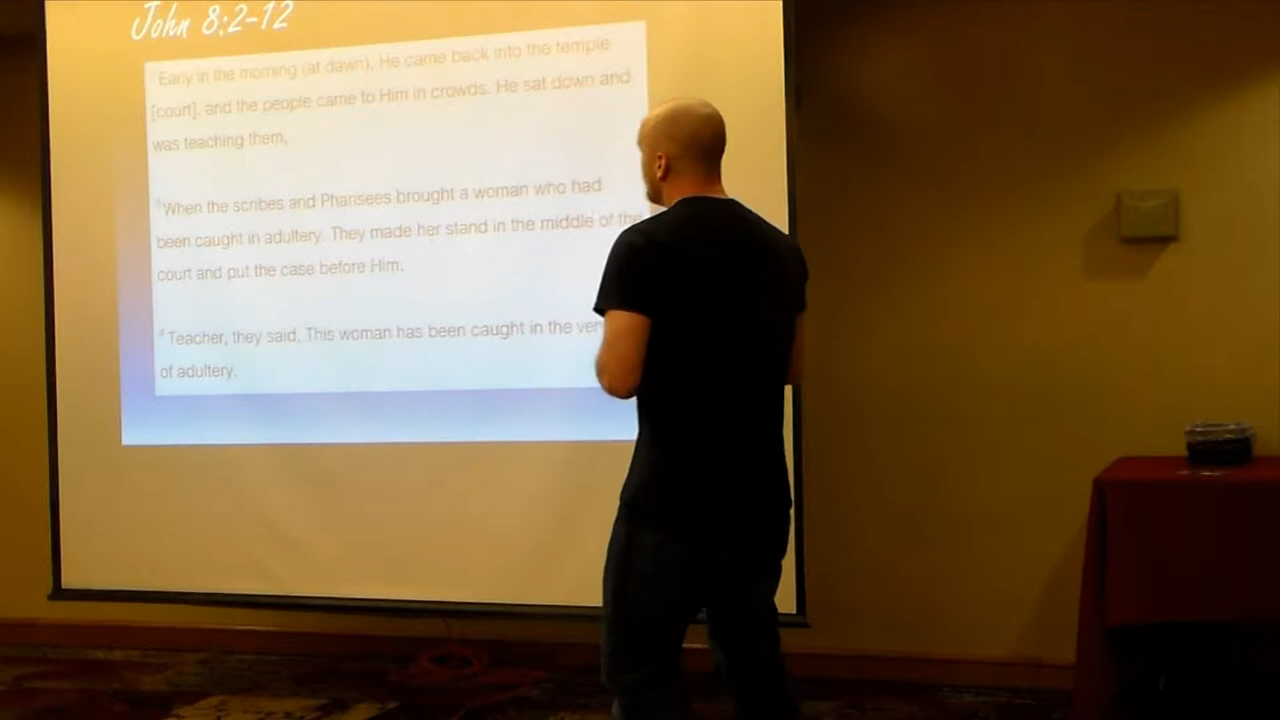 John 8:2-12
Early in the morning (at dawn), He came back into the temple
[court], and the people came to Him in crowds. He sat down and
was teaching them,
3 When the scribes and Pharisees brought a woman who had
been caught in adultery. They made her stand in the middle of the
court and put the case before Him.
4 Teacher, they said, This woman has been caught in the ver
of adultery.